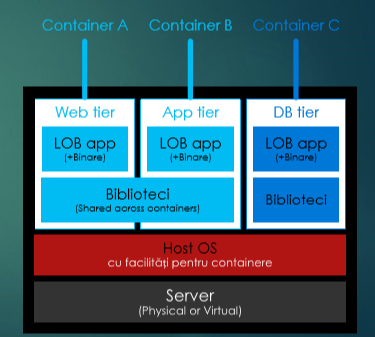 Container A
Container B
Container C
Web tier
App tier
DB tier
LOB app
(+Binare)
LOB app
(+Binare)
LOB app
(+Binare)
Biblioteci
(Shared across containers)
Biblioteci
Host OS
cu facilități pentru containere
Server
(Physical or Virtual)